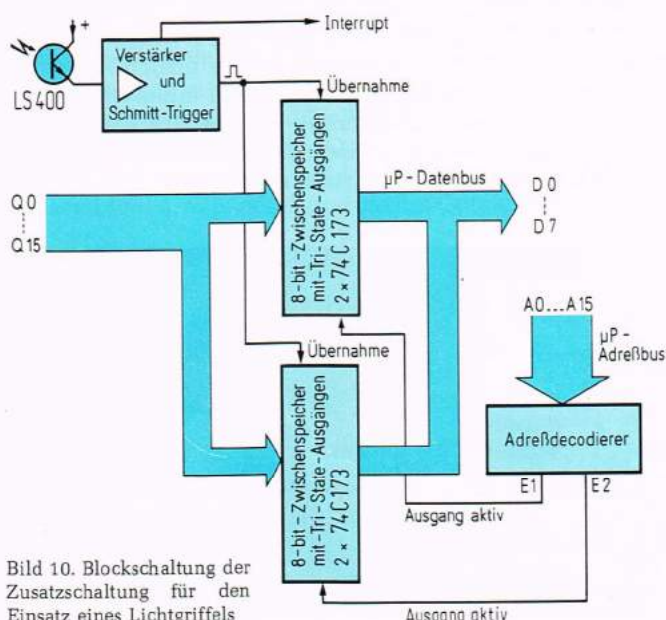 +
Interrupt
LS400
Verstärker
und
Schmitt-Trigger
Übernahme
8-bit-Zwischenspeicher
mit-Tri-State-Ausgängen
2 × 74C173
µP-Datenbus
Q0
Q15
D0
D7
A0...A15
µP-
Adreßbus
Übernahme
8-bit-Zwischenspeicher
mit-Tri-State-Ausgängen
2 × 74C173
Adreßdecodierer
E1 E2
Ausgang aktiv
Ausgang aktiv
Bild 10. Blockschaltung der
Zusatzschaltung für den
Einsatz eines Lichtgriffels